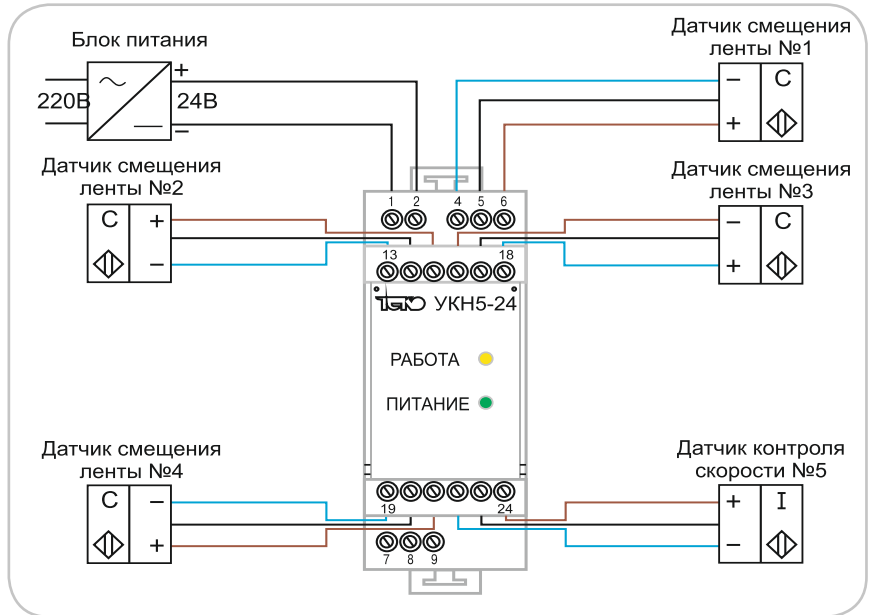 Блок питания
220В
+
24В
−
Датчик смещения
ленты №1
−
С
+
Датчик смещения
ленты №2
С
+
−
Датчик смещения
ленты №3
−
С
+
1 2 4 5 6
13 18
ТЕКО УКН5-24
РАБОТА
ПИТАНИЕ
Датчик смещения
ленты №4
С
−
+
Датчик контроля
скорости №5
+
I
−
19 24
7 8 9